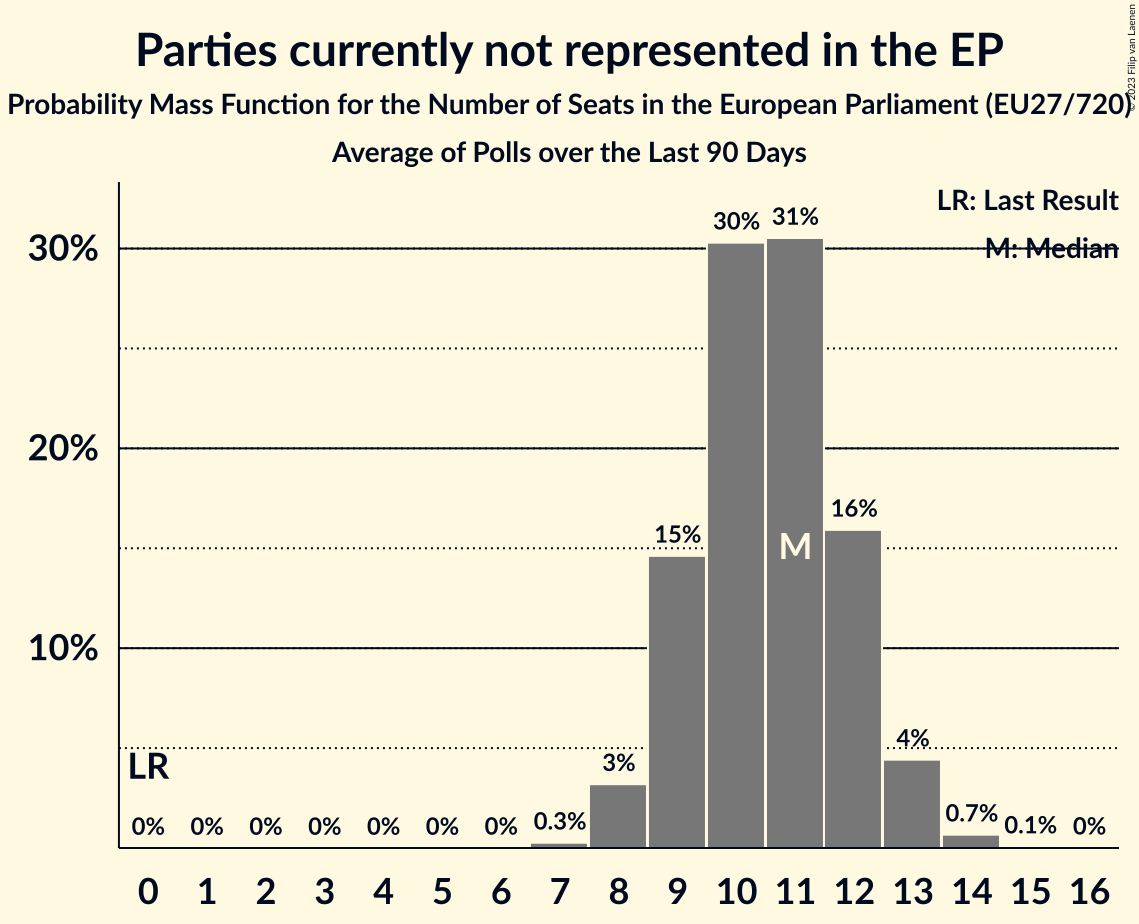 Parties currently not represented in the EP
Probability Mass Function for the Number of Seats in the European Parliament (EU27/720)
Average of Polls over the Last 90 Days
© 2023 Filip van Laenen
LR: Last Result
M: Median
30%
20%
10%
LR
M
0% 0% 0% 0% 0% 0% 0% 0.3% 3% 15% 30% 31% 16% 4% 0.7% 0.1% 0%
0 1 2 3 4 5 6 7 8 9 10 11 12 13 14 15 16